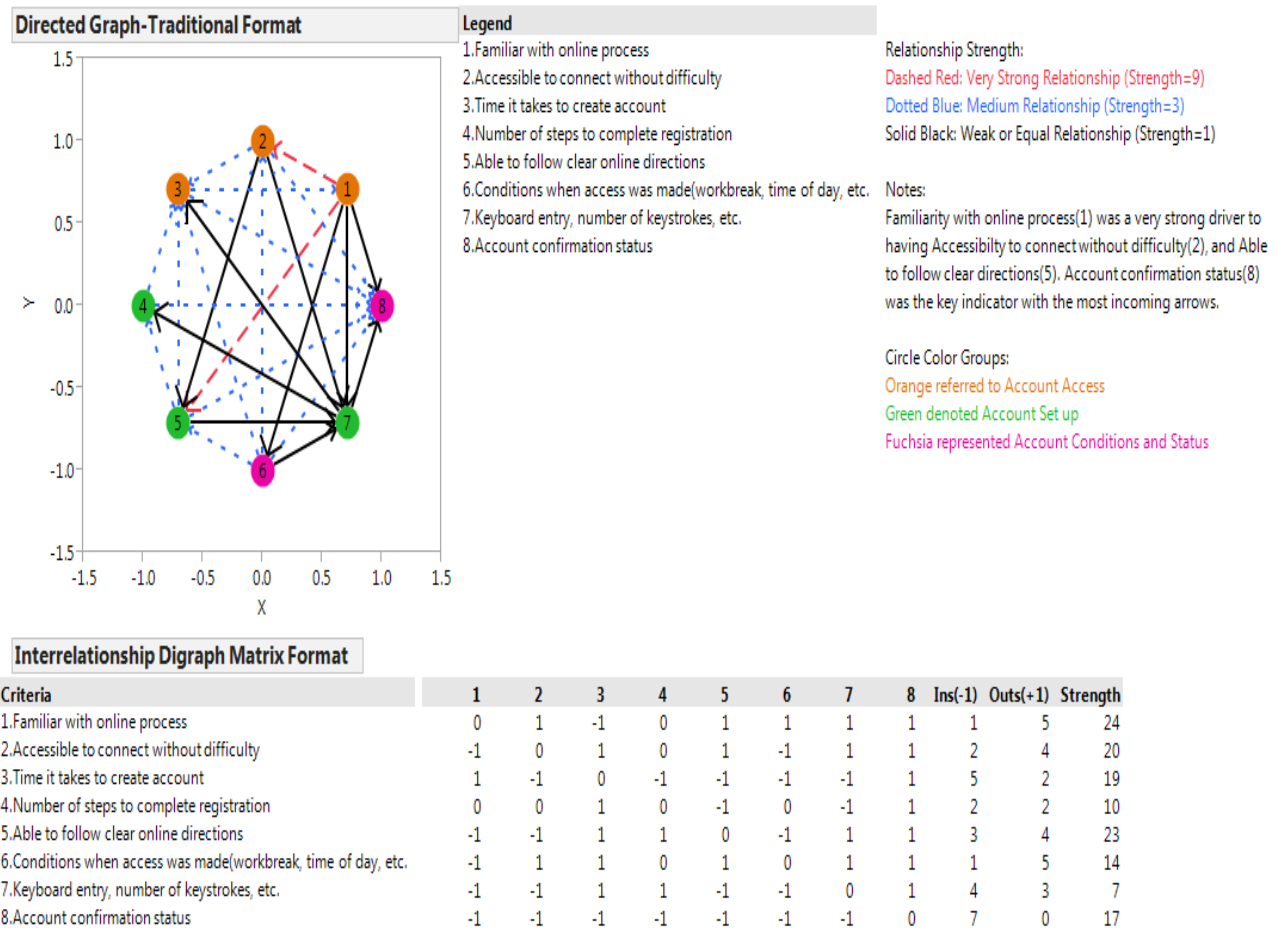 Directed Graph-Traditional Format
1.5
1.0
0.5
0.0
-0.5
-1.0
-1.5
Y
-1.5 -1.0 -0.5 0.0 0.5 1.0 1.5
X
2
3
1
4
8
5
7
6
Legend
1.Familiar with online process
2.Accessible to connect without difficulty
3.Time it takes to create account
4.Number of steps to complete registration
5.Able to follow clear online directions
6.Conditions when access was made(workbreak, time of day, etc.
7.Keyboard entry, number of keystrokes, etc.
8.Account confirmation status
Relationship Strength:
Dashed Red: Very Strong Relationship (Strength=9)
Dotted Blue: Medium Relationship (Strength=3)
Solid Black: Weak or Equal Relationship (Strength=1)
Notes:
Familiarity with online process(1) was a very strong driver to
having Accessibilty to connect without difficulty(2), and Able
to follow clear directions(5). Account confirmation status(8)
was the key indicator with the most incoming arrows.
Circle Color Groups:
Orange referred to Account Access
Green denoted Account Set up
Fuchsia represented Account Conditions and Status
Interrelationship Digraph Matrix Format
Criteria 1 2 3 4 5 6 7 8 Ins(-1) Outs(+1) Strength
1.Familiar with online process 0 1 -1 0 1 1 1 1 1 5 24
2.Accessible to connect without difficulty -1 0 1 0 1 -1 1 1 2 4 20
3.Time it takes to create account 1 -1 0 -1 -1 -1 -1 1 5 2 19
4.Number of steps to complete registration 0 0 1 0 -1 0 -1 1 2 2 10
5.Able to follow clear online directions -1 -1 1 1 0 -1 1 1 3 4 23
6.Conditions when access was made(workbreak, time of day, etc. -1 1 1 0 1 0 1 1 1 5 14
7.Keyboard entry, number of keystrokes, etc. -1 -1 1 1 -1 -1 0 1 4 3 7
8.Account confirmation status -1 -1 -1 -1 -1 -1 -1 0 7 0 17